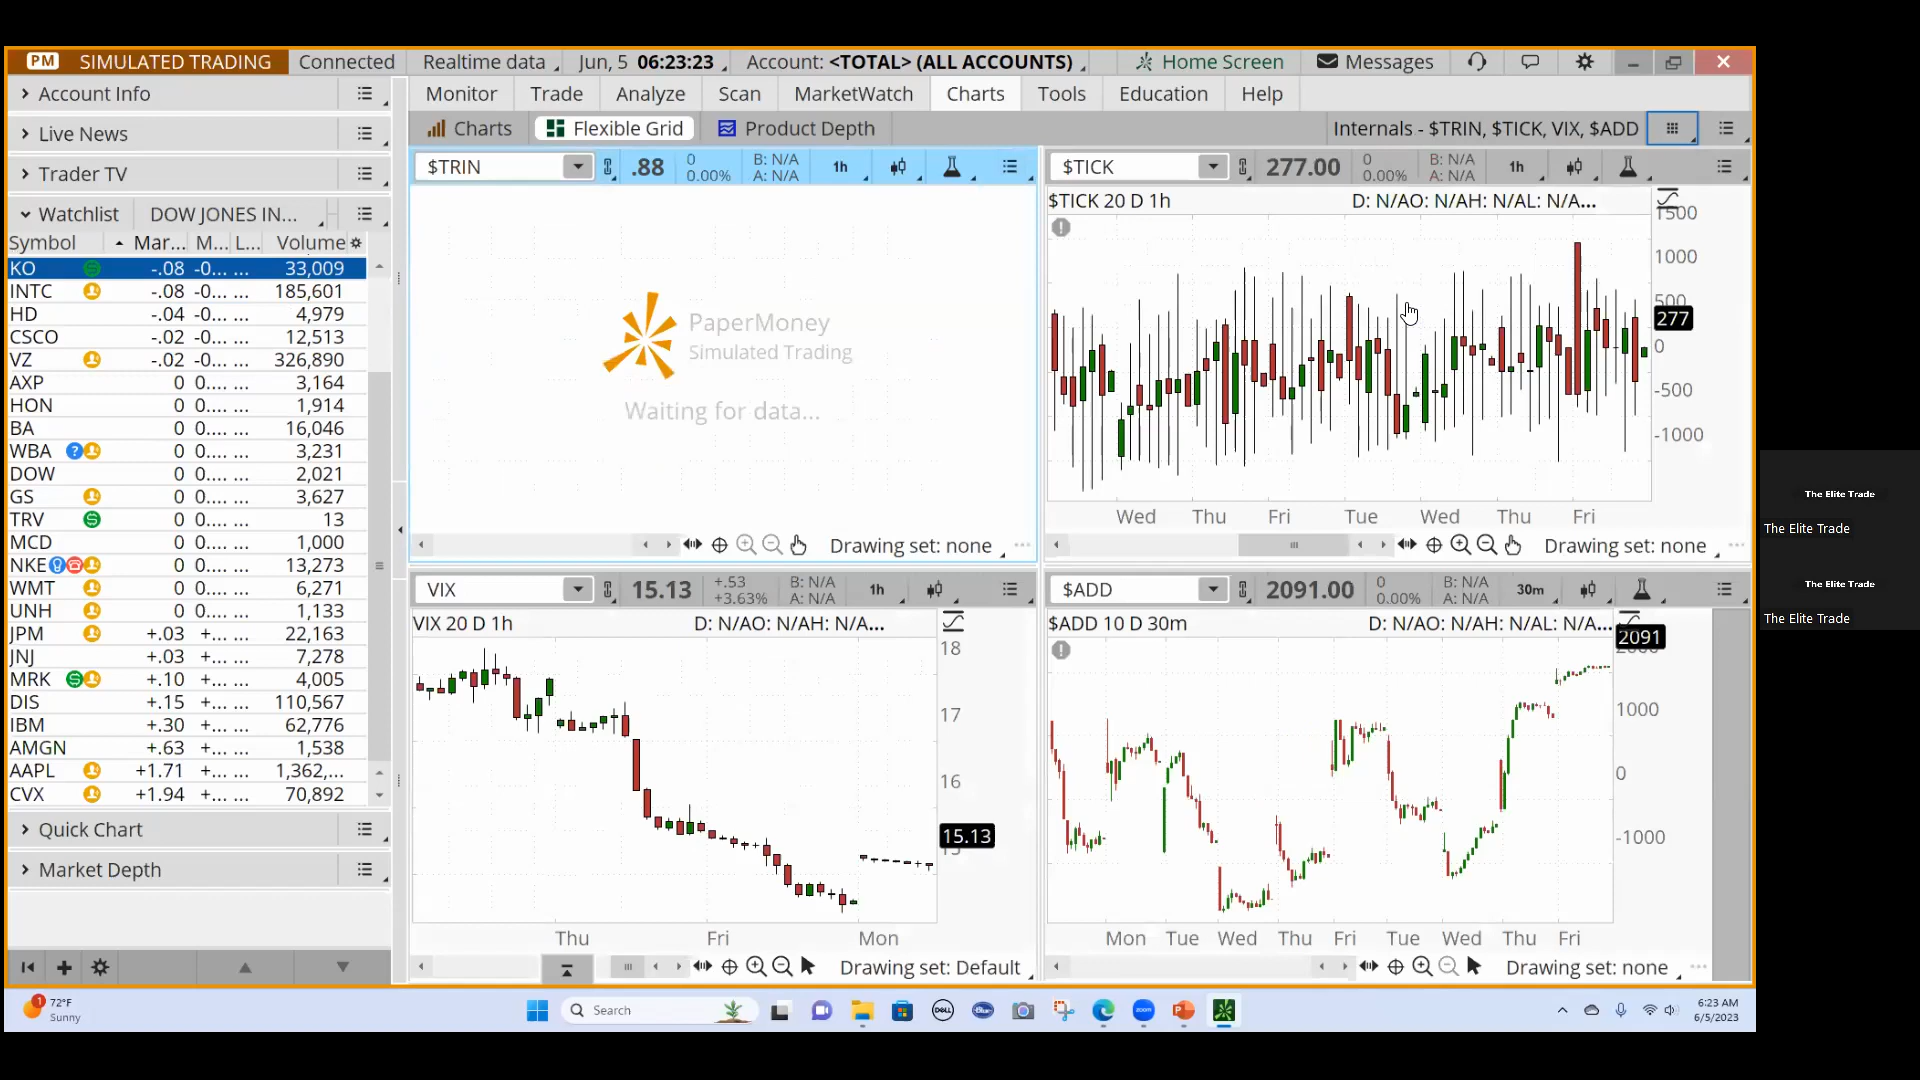 PM SIMULATED TRADING Connected Realtime data Jun, 5 06:23:23 Account: <TOTAL> (ALL ACCOUNTS) Home Screen Messages
Account Info
Live News
Trader TV
Watchlist DOW JONES IN...
Symbol Mar... M... L... Volume
KO -.08 -0... ... 33,009
INTC -.08 -0... ... 185,601
HD -.04 -0... ... 4,979
CSCO -.02 -0... ... 12,513
VZ -.02 -0... ... 326,890
AXP 0 0.... ... 3,164
HON 0 0.... ... 1,914
BA 0 0.... ... 16,046
WBA 0 0.... ... 3,231
DOW 0 0.... ... 2,021
GS 0 0.... ... 3,627
TRV 0 0.... ... 13
MCD 0 0.... ... 1,000
NKE 0 0.... ... 13,273
WMT 0 0.... ... 6,271
UNH 0 0.... ... 1,133
JPM +.03 +... ... 22,163
JNJ +.03 +... ... 7,278
MRK +.10 +... ... 4,005
DIS +.15 +... ... 110,567
IBM +.30 +... ... 62,776
AMGN +.63 +... ... 1,538
AAPL +1.71 +... ... 1,362,...
CVX +1.94 +... ... 70,892
Quick Chart
Market Depth
Monitor Trade Analyze Scan MarketWatch Charts Tools Education Help
Charts Flexible Grid Product Depth Internals - $TRIN, $TICK, VIX, $ADD
$TRIN .88 0 0.00% B: N/A A: N/A 1h
PaperMoney
Simulated Trading
Waiting for data...
Drawing set: none
$TICK 277.00 0 0.00% B: N/A A: N/A 1h
$TICK 20 D 1h D: N/AO: N/AH: N/AL: N/A...
1500
1000
500
277
0
-500
-1000
Wed Thu Fri Tue Wed Thu Fri
Drawing set: none
VIX 15.13 +.53 +3.63% B: N/A A: N/A 1h
VIX 20 D 1h D: N/AO: N/AH: N/A...
18
17
16
15.13
Thu Fri Mon
Drawing set: Default
$ADD 2091.00 0 0.00% B: N/A A: N/A 30m
$ADD 10 D 30m D: N/AO: N/AH: N/AL: N/A...
2091
1000
0
-1000
Mon Tue Wed Thu Fri Tue Wed Thu Fri
Drawing set: none
The Elite Trade
The Elite Trade
The Elite Trade
The Elite Trade
1 72°F
Sunny
Search
DELL
zoom
6:23 AM
6/5/2023